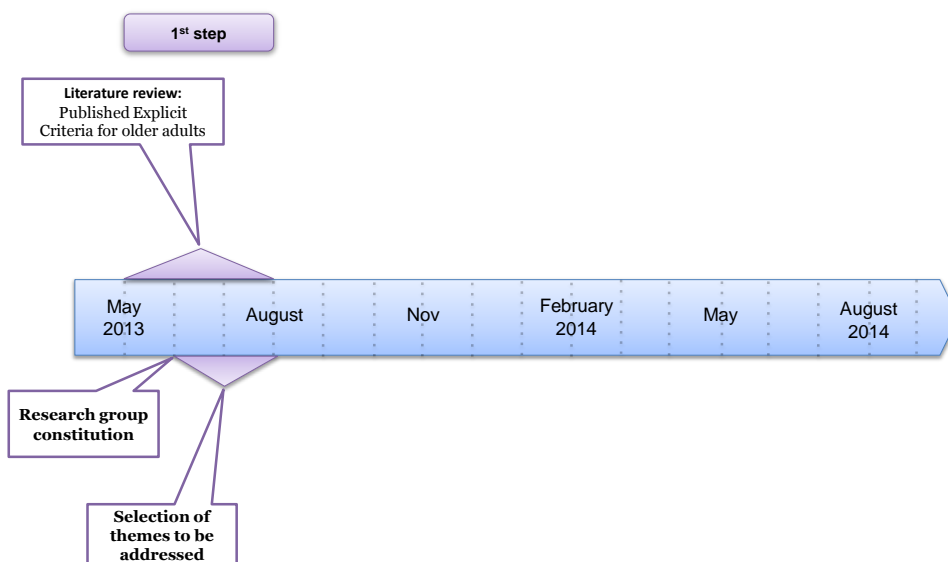 1st step
Literature review:
Published Explicit
Criteria for older adults
May
2013
August
Nov
February
2014
May
August
2014
Research group
constitution
Selection of
themes to be
addressed